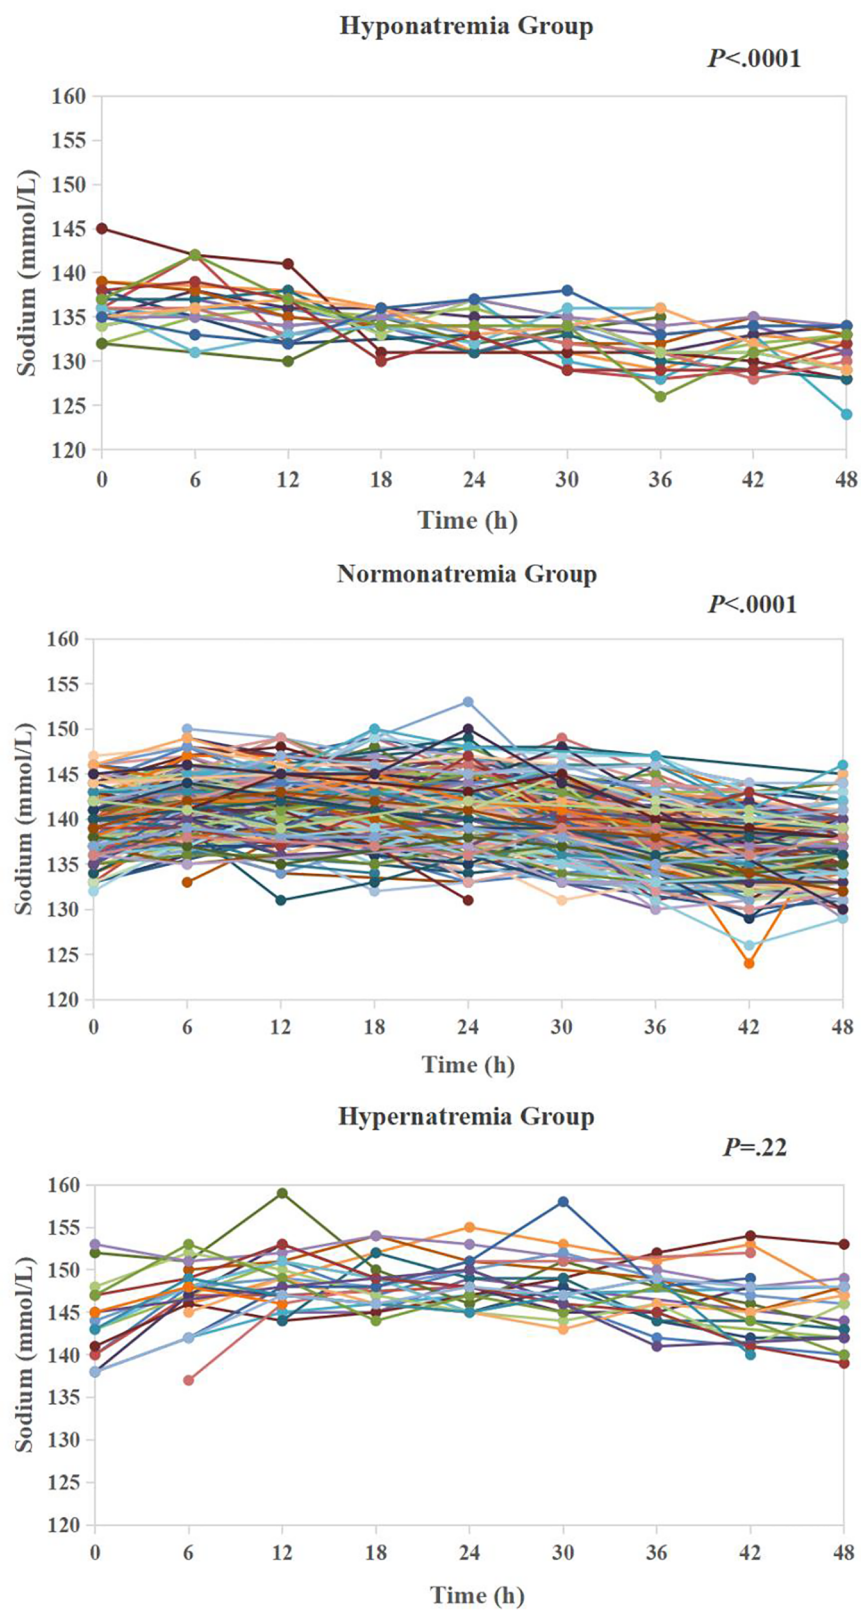 Hyponatremia Group
P<.0001
160
155
150
145
140
135
130
125
120
Sodium (mmol/L)
0 6 12 18 24 30 36 42 48
Time (h)
Normonatremia Group
P<.0001
160
155
150
145
140
135
130
125
120
Sodium (mmol/L)
0 6 12 18 24 30 36 42 48
Time (h)
Hypernatremia Group
P=.22
160
155
150
145
140
135
130
125
120
Sodium (mmol/L)
0 6 12 18 24 30 36 42 48
Time (h)